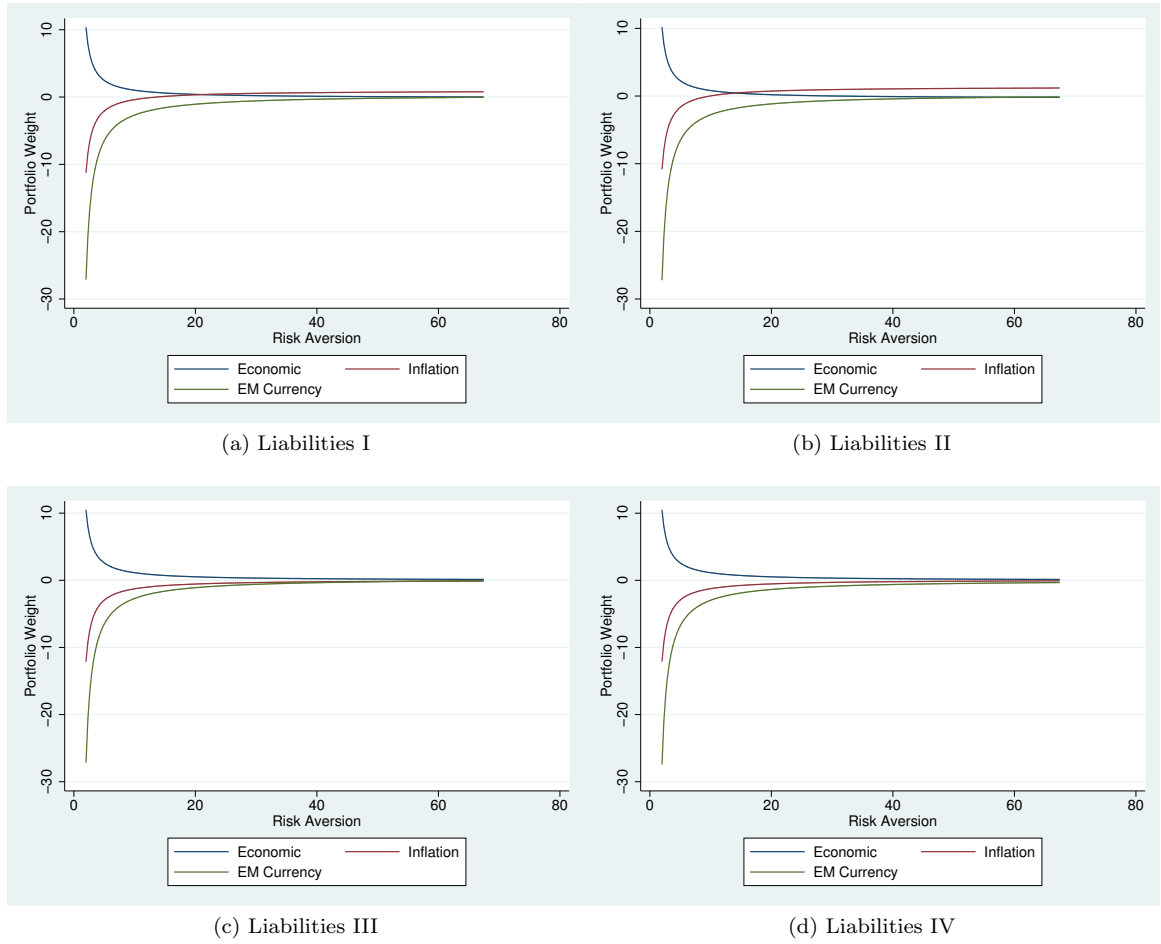 10
0
−10
−20
−30
Portfolio Weight
0 20 40 60 80
Risk Aversion
Economic Inflation
EM Currency
(a) Liabilities I
10
0
−10
−20
−30
Portfolio Weight
0 20 40 60 80
Risk Aversion
Economic Inflation
EM Currency
(b) Liabilities II
10
0
−10
−20
−30
Portfolio Weight
0 20 40 60 80
Risk Aversion
Economic Inflation
EM Currency
(c) Liabilities III
10
0
−10
−20
−30
Portfolio Weight
0 20 40 60 80
Risk Aversion
Economic Inflation
EM Currency
(d) Liabilities IV